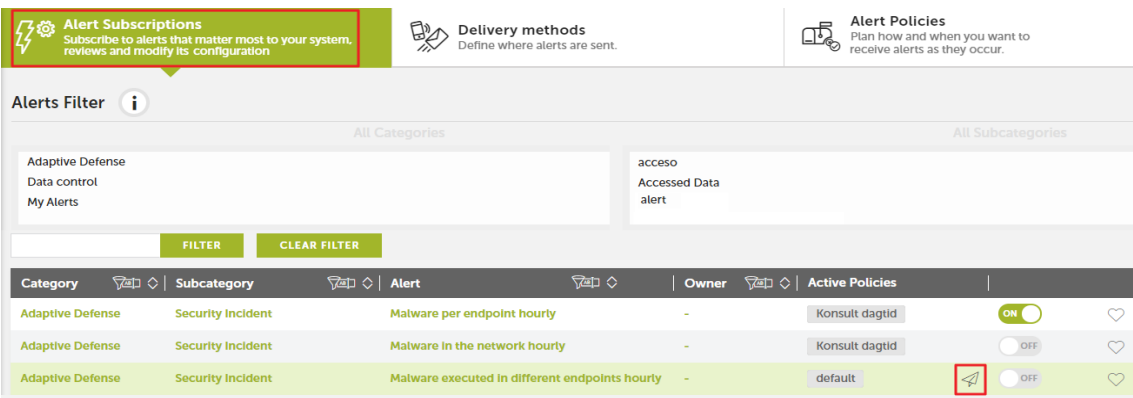 Alert Subscriptions
Subscribe to alerts that matter most to your system,
reviews and modify its configuration
Delivery methods
Define where alerts are sent.
Alert Policies
Plan how and when you want to
receive alerts as they occur.
Alerts Filter i
All Categories All Subcategories
Adaptive Defense acceso
Data control Accessed Data
My Alerts alert
FILTER CLEAR FILTER
Category Subcategory Alert Owner Active Policies
Adaptive Defense Security Incident Malware per endpoint hourly - Konsult dagtid ON
Adaptive Defense Security Incident Malware in the network hourly - Konsult dagtid OFF
Adaptive Defense Security Incident Malware executed in different endpoints hourly - default OFF